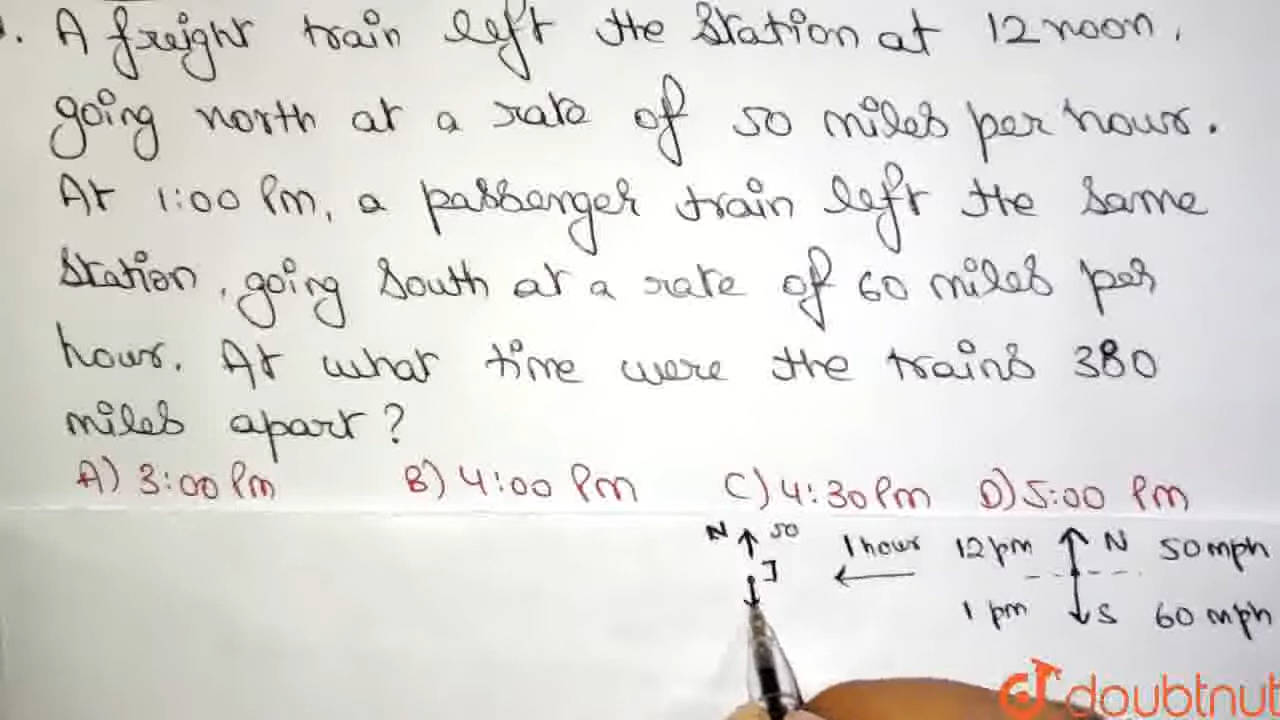 . A freight train left the station at 12 noon,
going north at a rate of 50 miles per hour.
At 1:00 Pm, a passenger train left the same
station, going south at a rate of 60 miles per
hour. At what time were the trains 380
miles apart?
A) 3:00 Pm B) 4:00 Pm C) 4:30 Pm D) 5:00 Pm
N 50 1 hour 12 pm N 50 mph
1 pm S 60 mph
doubtnut